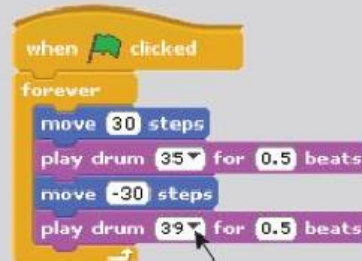 when clicked
forever
move 30 steps
play drum 35 for 0.5 beats
move -30 steps
play drum 39 for 0.5 beats